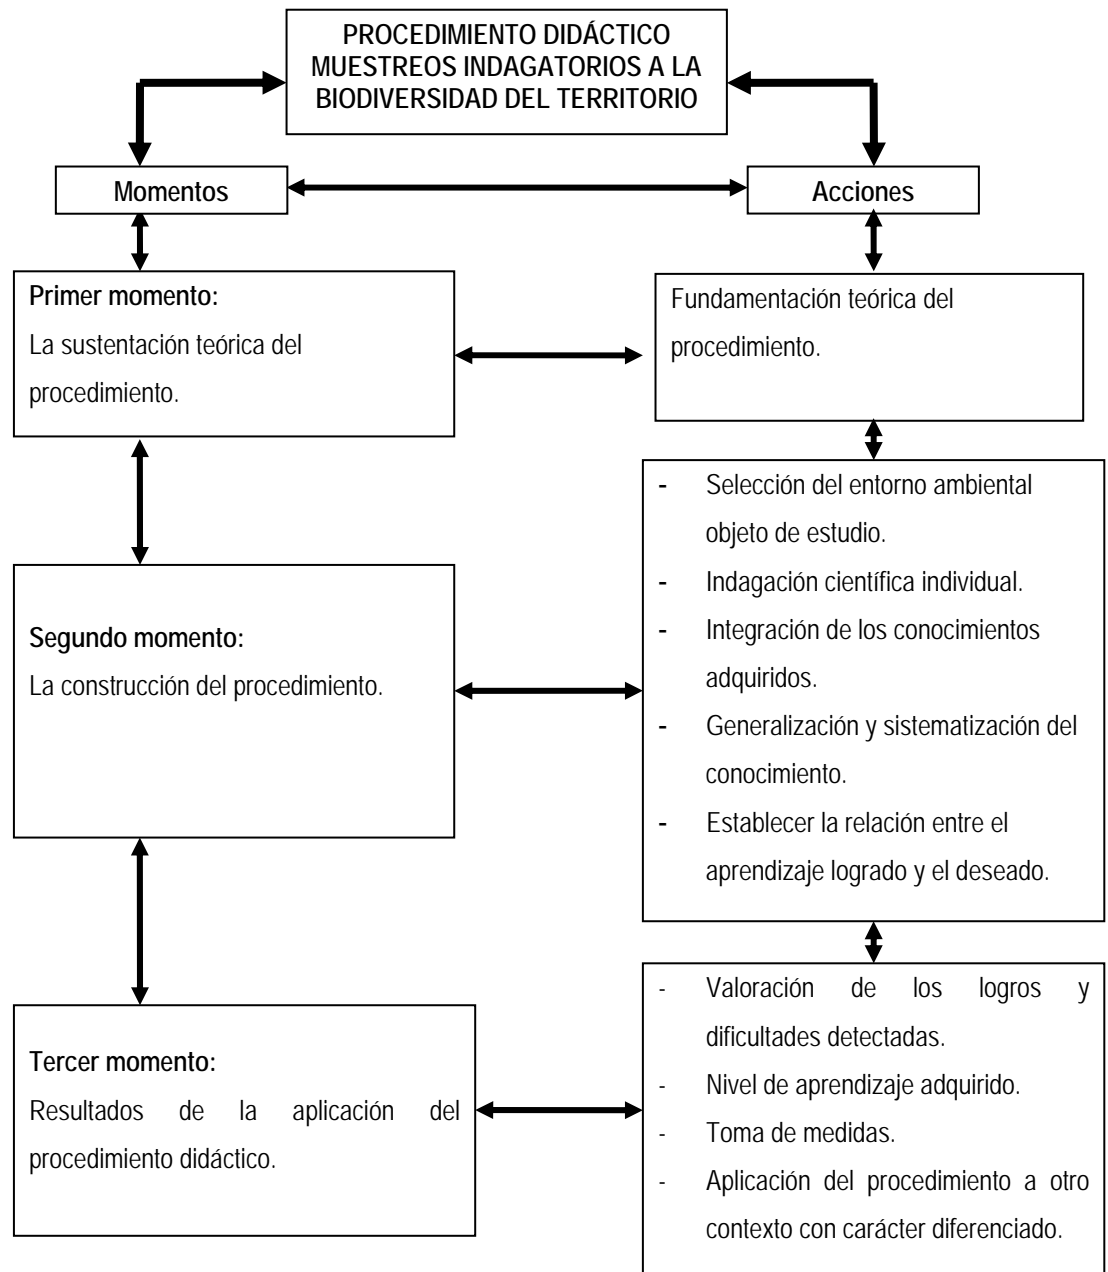 PROCEDIMIENTO DIDÁCTICO
MUESTREOS INDAGATORIOS A LA
BIODIVERSIDAD DEL TERRITORIO
Momentos
Acciones
Primer momento:
La sustentación teórica del
procedimiento.
Fundamentación teórica del
procedimiento.
Segundo momento:
La construcción del procedimiento.
- Selección del entorno ambiental
objeto de estudio.
- Indagación científica individual.
- Integración de los conocimientos
adquiridos.
- Generalización y sistematización del
conocimiento.
- Establecer la relación entre el
aprendizaje logrado y el deseado.
Tercer momento:
Resultados de la aplicación del
procedimiento didáctico.
- Valoración de los logros y
dificultades detectadas.
- Nivel de aprendizaje adquirido.
- Toma de medidas.
- Aplicación del procedimiento a otro
contexto con carácter diferenciado.